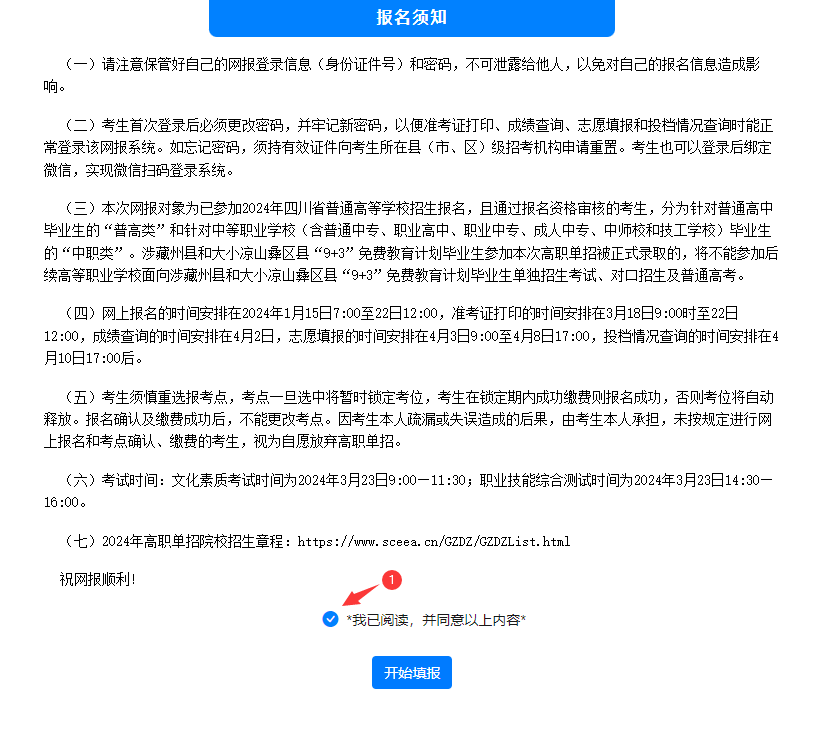 报名须知
（一）请注意保管好自己的网报登录信息（身份证件号）和密码，不可泄露给他人，以免对自己的报名信息造成影
响。
（二）考生首次登录后必须更改密码，并牢记新密码，以便准考证打印、成绩查询、志愿填报和投档情况查询时能正
常登录该网报系统。如忘记密码，须持有效证件向考生所在县（市、区）级招考机构申请重置。考生也可以登录后绑定
微信，实现微信扫码登录系统。
（三）本次网报对象为已参加2024年四川省普通高等学校招生报名，且通过报名资格审核的考生，分为针对普通高中
毕业生的“普高类”和针对中等职业学校（含普通中专、职业高中、职业中专、成人中专、中师校和技工学校）毕业生
的“中职类”。涉藏州县和大小凉山彝区县“9+3”免费教育计划毕业生参加本次高职单招被正式录取的，将不能参加后
续高等职业学校面向涉藏州县和大小凉山彝区县“9+3”免费教育计划毕业生单独招生考试、对口招生及普通高考。
（四）网上报名的时间安排在2024年1月15日7:00至22日12:00，准考证打印的时间安排在3月18日9:00时至22日
12:00，成绩查询的时间安排在4月2日，志愿填报的时间安排在4月3日9:00至4月8日17:00，投档情况查询的时间安排在4
月10日17:00后。
（五）考生须慎重选报考点，考点一旦选中将暂时锁定考位，考生在锁定期内成功缴费则报名成功，否则考位将自动
释放。报名确认及缴费成功后，不能更改考点。因考生本人疏漏或失误造成的后果，由考生本人承担，未按规定进行网
上报名和考点确认、缴费的考生，视为自愿放弃高职单招。
（六）考试时间：文化素质考试时间为2024年3月23日9:00—11:30；职业技能综合测试时间为2024年3月23日14:30—
16:00。
（七）2024年高职单招院校招生章程：https://www.sceea.cn/GZDZ/GZDZList.html
祝网报顺利！
1
*我已阅读，并同意以上内容*
开始填报